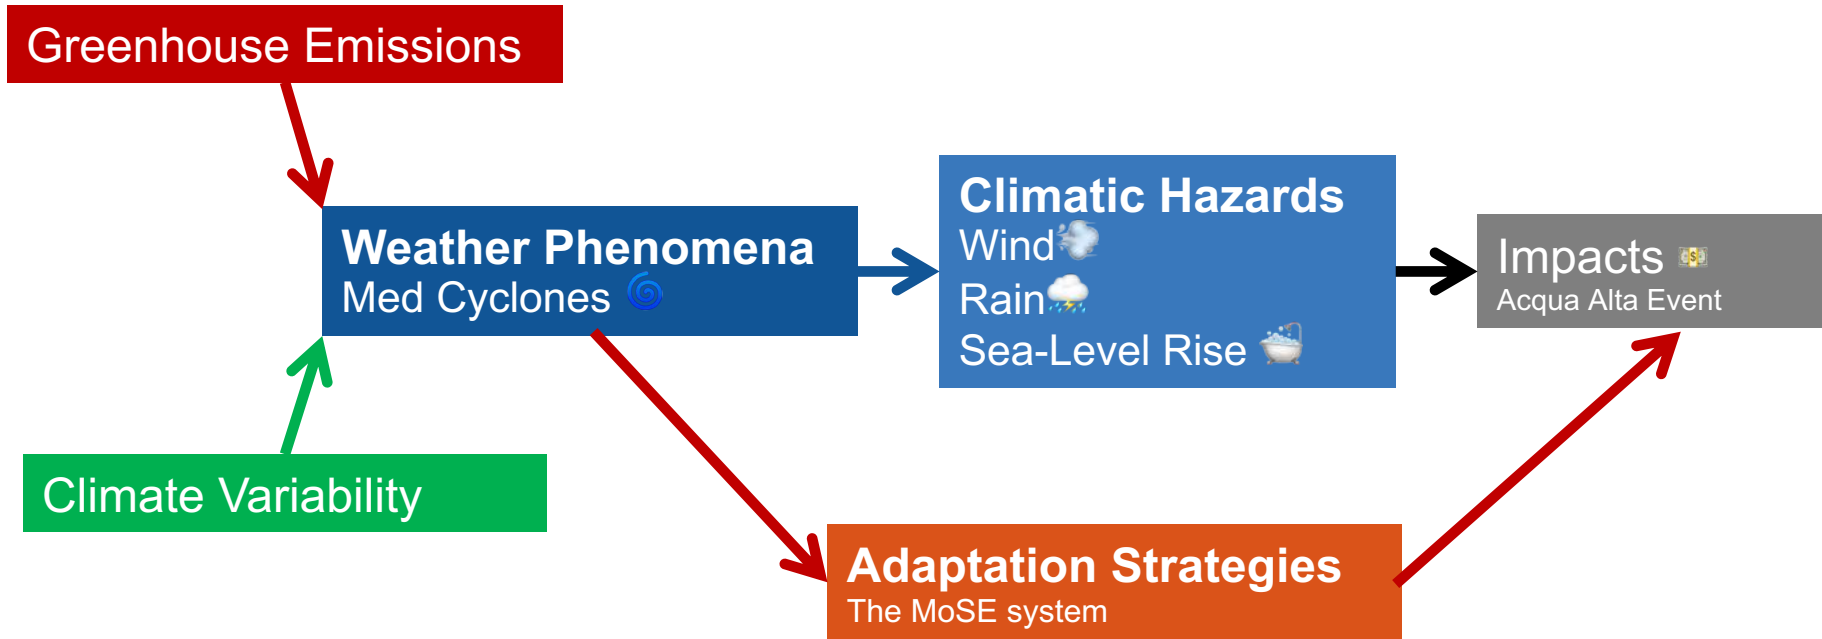 Greenhouse Emissions
Weather Phenomena
Med Cyclones
Climate Variability
Climatic Hazards
Wind
Rain
Sea-Level Rise
Impacts
Acqua Alta Event
Adaptation Strategies
The MoSE system